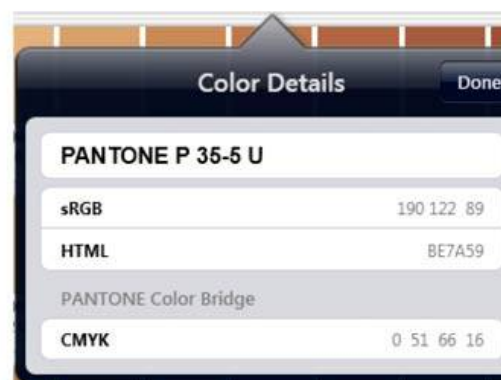 Color Details
Done
PANTONE P 35-5 U
sRGB 190 122 89
HTML BE7A59
PANTONE Color Bridge
CMYK 0 51 66 16